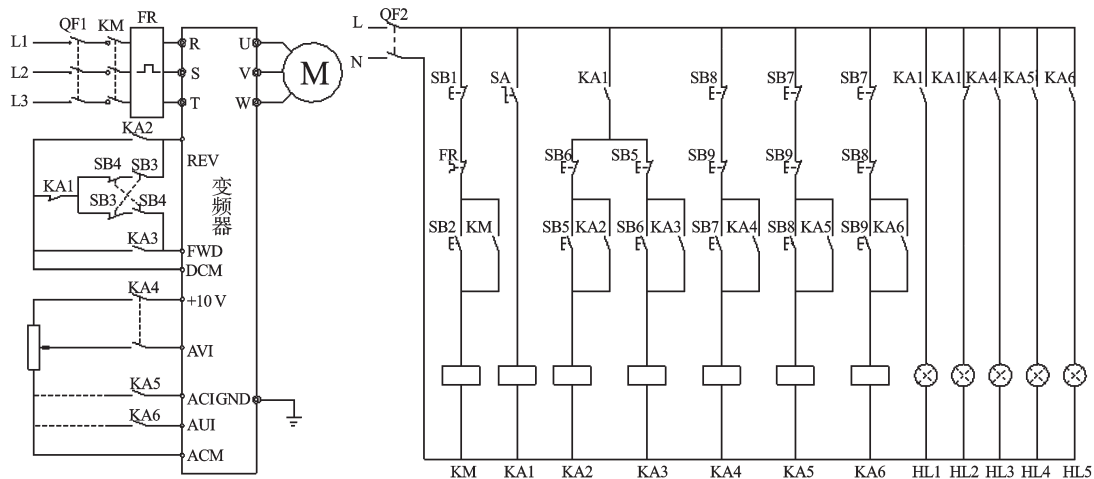 QF1 KM FR
L1 R U
L2 S V M
L3 T W
KA2
REV
SB4 SB3
KA1
SB3 SB4
变频器
KA3
FWD
DCM
KA4
+10 V
AVI
KA5
ACI GND
KA6
AUI
ACM
L QF2
N
SB1 SA KA1 SB8 SB7 SB7 KA1 KA1 KA4 KA5 KA6
FR SB6 SB5 SB9 SB9 SB8
SB2 KM SB5 KA2 SB6 KA3 SB7 KA4 SB8 KA5 SB9 KA6
KM KA1 KA2 KA3 KA4 KA5 KA6 HL1 HL2 HL3 HL4 HL5